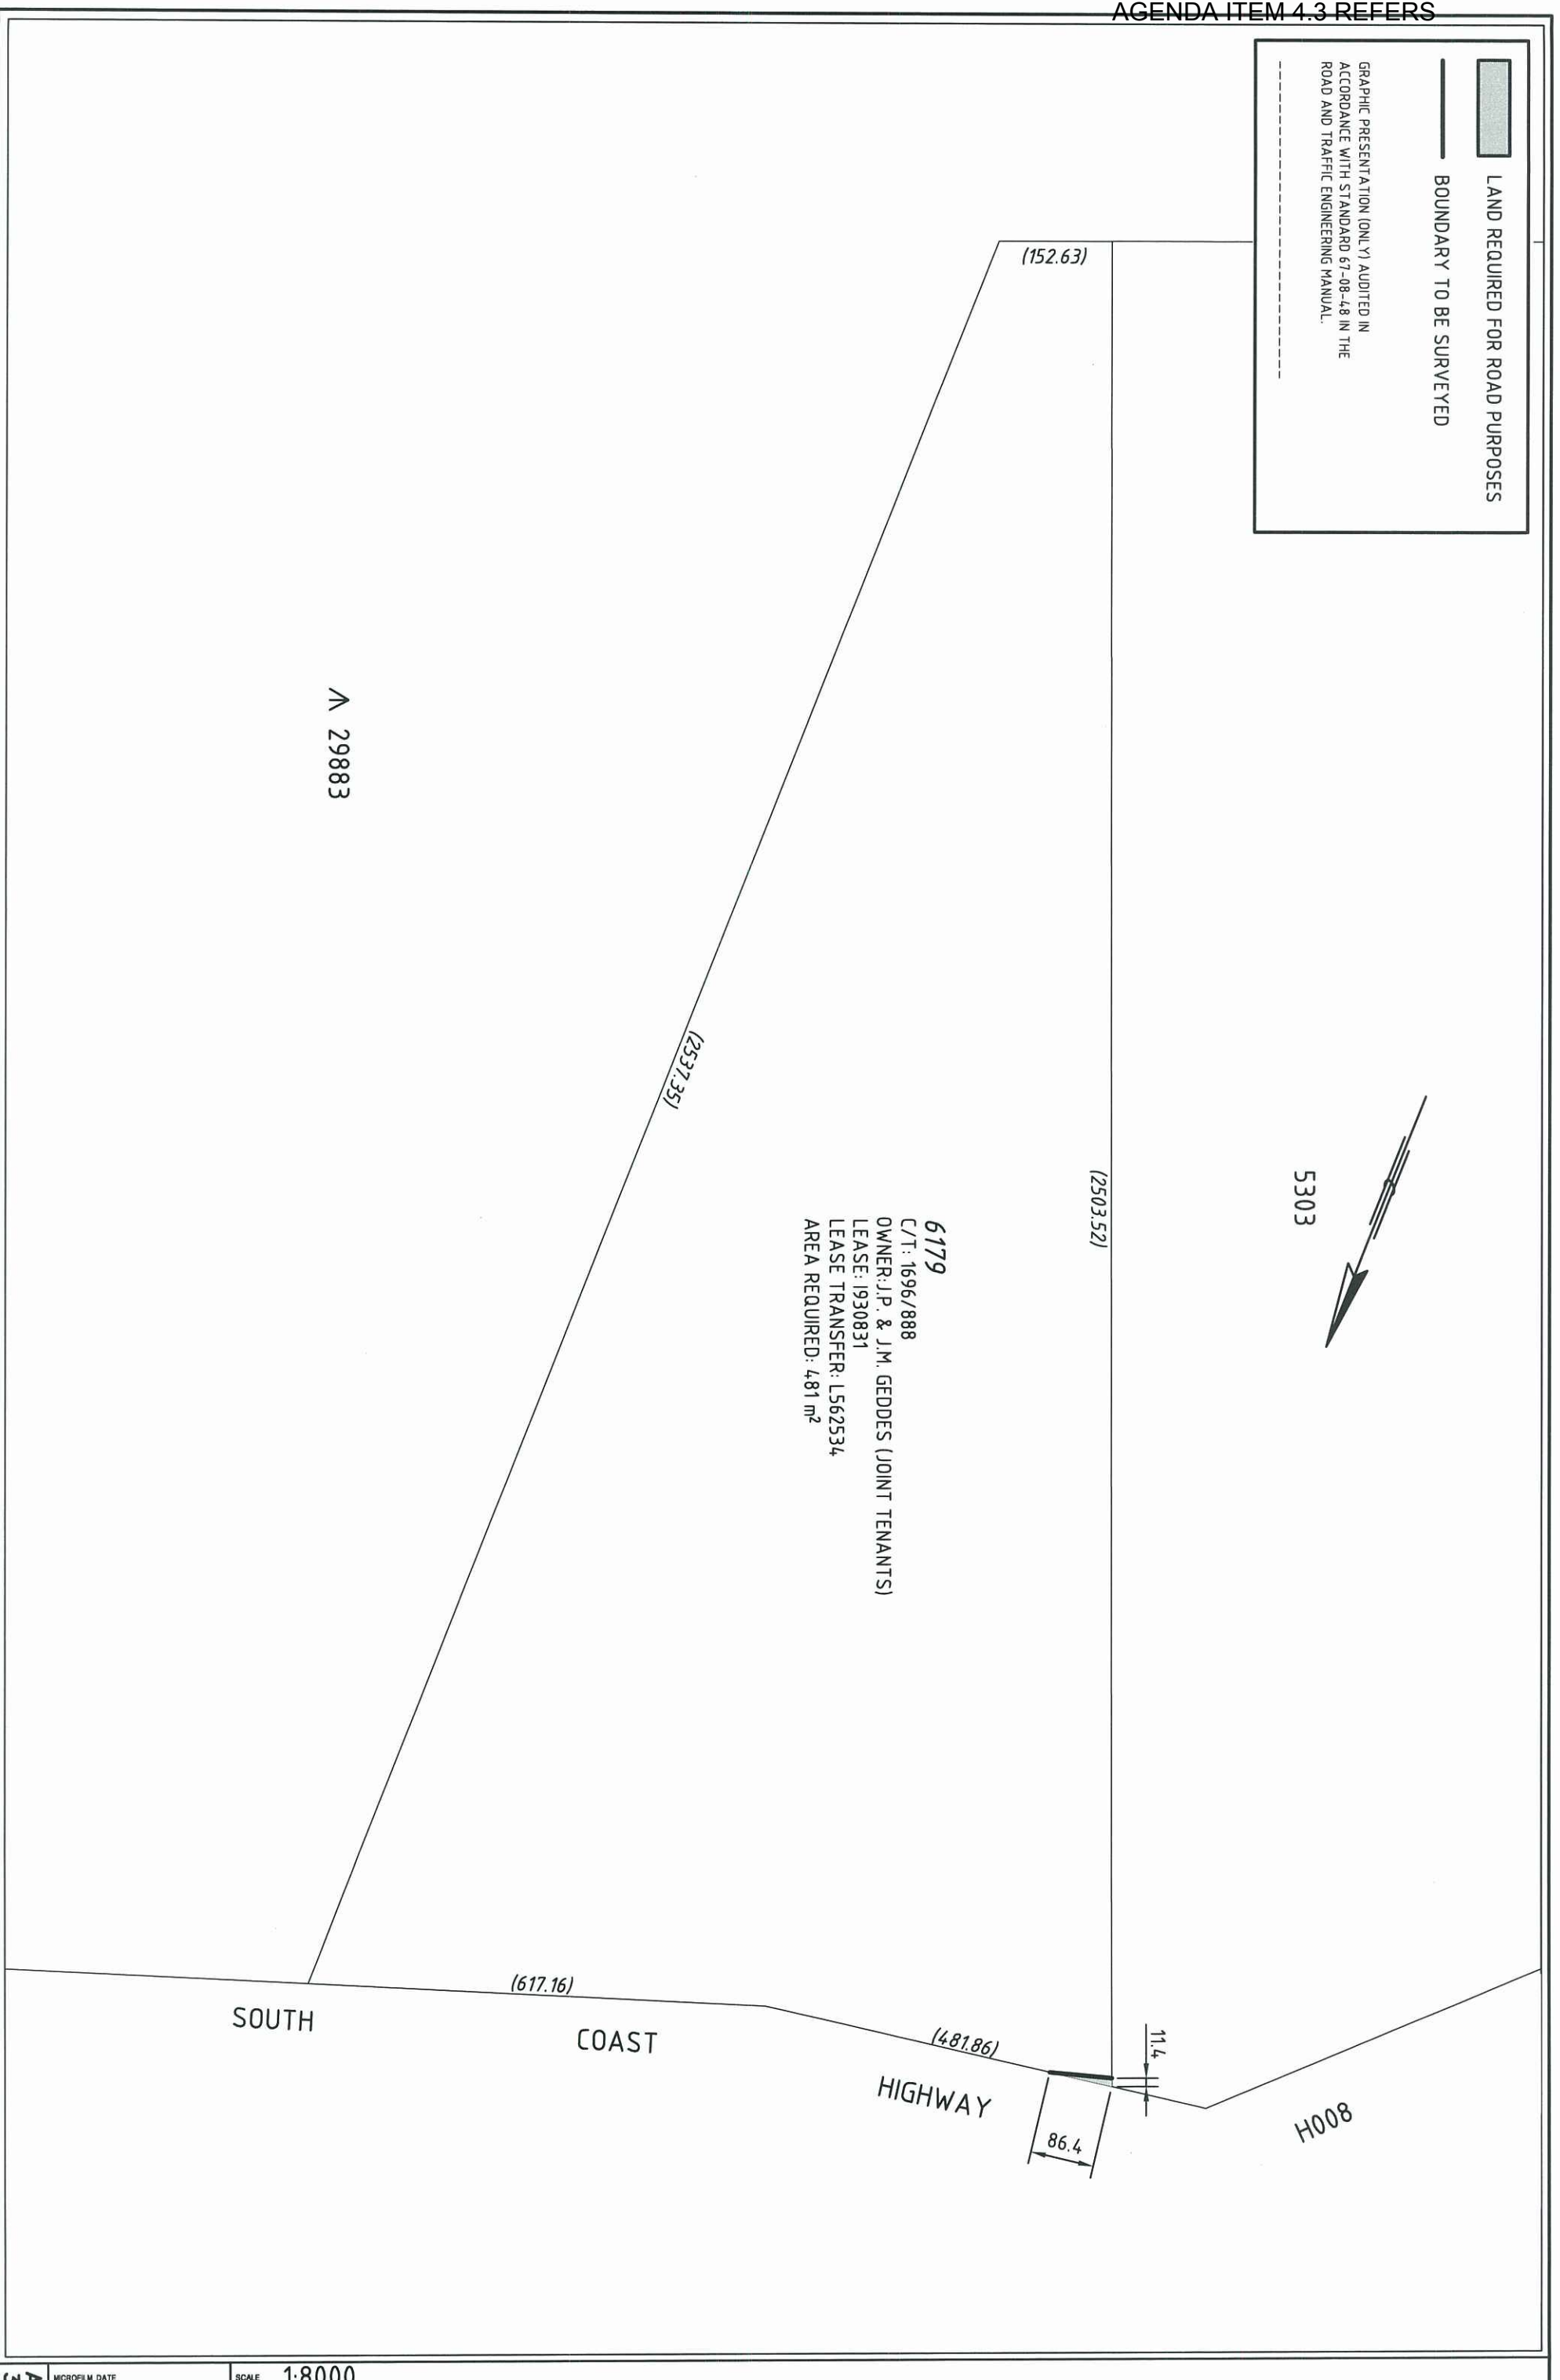 AGENDA ITEM 4.3 REFERS
LAND REQUIRED FOR ROAD PURPOSES
BOUNDARY TO BE SURVEYED
GRAPHIC PRESENTATION (ONLY) AUDITED IN
ACCORDANCE WITH STANDARD 67-08-48 IN THE
ROAD AND TRAFFIC ENGINEERING MANUAL.
(152.63)
29883
(2537.35)
(2503.52)
5303
6179
C/T: 1696/888
OWNER:J.P. & J.M. GEDDES (JOINT TENANTS)
LEASE: I930831
LEASE TRANSFER: L562534
AREA REQUIRED: 481 m²
(617.16)
(481.86)
11.4
86.4
SOUTH
COAST
HIGHWAY
H008
MICROFILM DATE
SCALE 1:8000